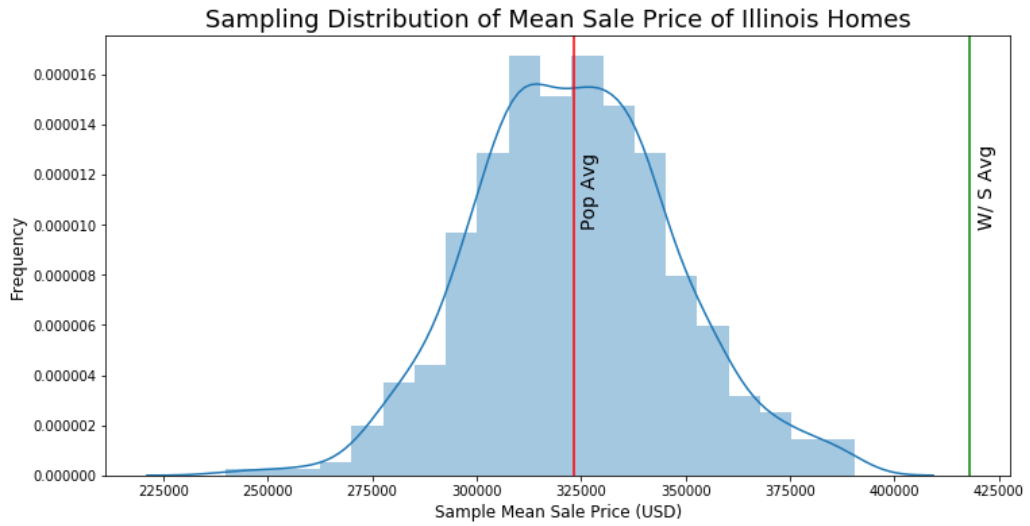 Sampling Distribution of Mean Sale Price of Illinois Homes
Frequency
0.000016
0.000014
0.000012
0.000010
0.000008
0.000006
0.000004
0.000002
0.000000
Pop Avg
W/ S Avg
225000 250000 275000 300000 325000 350000 375000 400000 425000
Sample Mean Sale Price (USD)